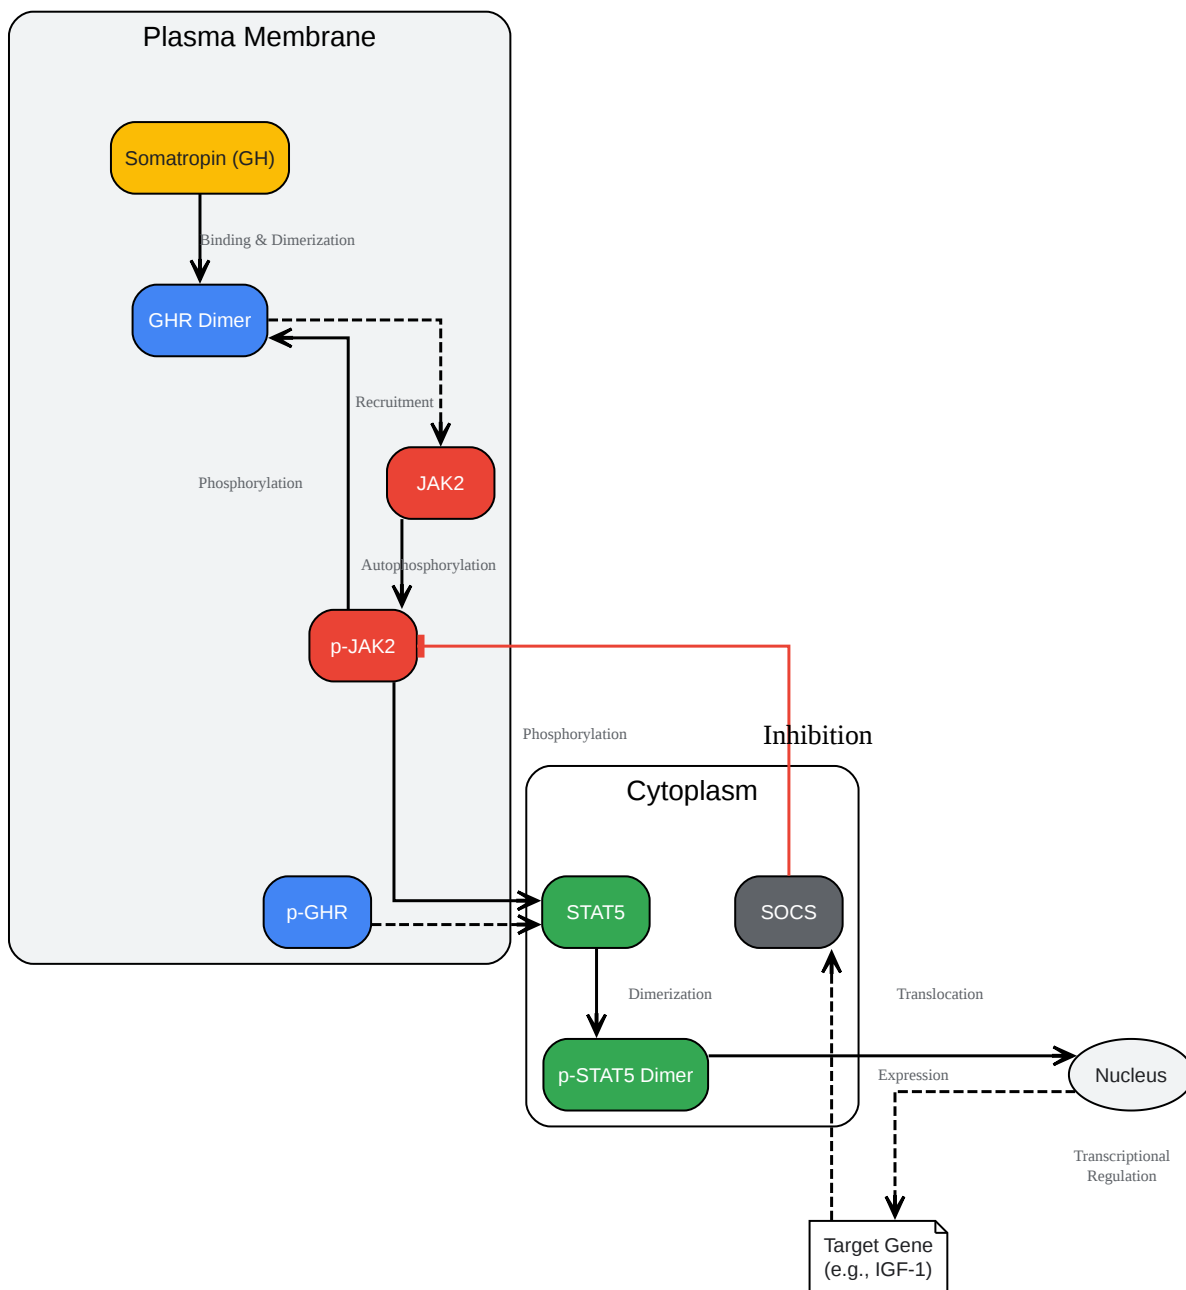 Plasma Membrane
Somatropin (GH)
Binding & Dimerization
GHR Dimer
Recruitment
Phosphorylation
JAK2
Autophosphorylation
p-JAK2
Phosphorylation
Inhibition
Cytoplasm
p-GHR
STAT5
SOCS
Dimerization
Translocation
p-STAT5 Dimer
Expression
Nucleus
Transcriptional
Regulation
Target Gene
(e.g., IGF-1)